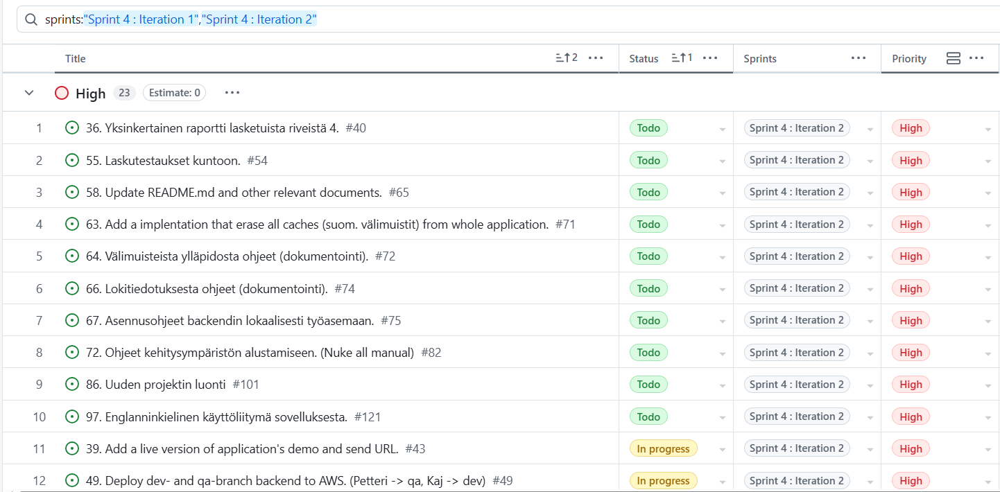 sprints:"Sprint 4 : Iteration 1","Sprint 4 : Iteration 2"
Title 2 Status 1 Sprints Priority
High 23 Estimate: 0
1 36. Yksinkertainen raportti lasketuista riveistä 4. #40 Todo Sprint 4 : Iteration 2 High
2 55. Laskutestaukset kuntoon. #54 Todo Sprint 4 : Iteration 2 High
3 58. Update README.md and other relevant documents. #65 Todo Sprint 4 : Iteration 2 High
4 63. Add a implentation that erase all caches (suom. välimuistit) from whole application. #71 Todo Sprint 4 : Iteration 2 High
5 64. Välimuisteista ylläpidosta ohjeet (dokumentointi). #72 Todo Sprint 4 : Iteration 2 High
6 66. Lokitiedotuksesta ohjeet (dokumentointi). #74 Todo Sprint 4 : Iteration 2 High
7 67. Asennusohjeet backendin lokaalisesti työasemaan. #75 Todo Sprint 4 : Iteration 2 High
8 72. Ohjeet kehitysympäristön alustamiseen. (Nuke all manual) #82 Todo Sprint 4 : Iteration 2 High
9 86. Uuden projektin luonti #101 Todo Sprint 4 : Iteration 2 High
10 97. Englanninkielinen käyttöliitymä sovelluksesta. #121 Todo Sprint 4 : Iteration 2 High
11 39. Add a live version of application's demo and send URL. #43 In progress Sprint 4 : Iteration 2 High
12 49. Deploy dev- and qa-branch backend to AWS. (Petteri -> qa, Kaj -> dev) #49 In progress Sprint 4 : Iteration 2 High